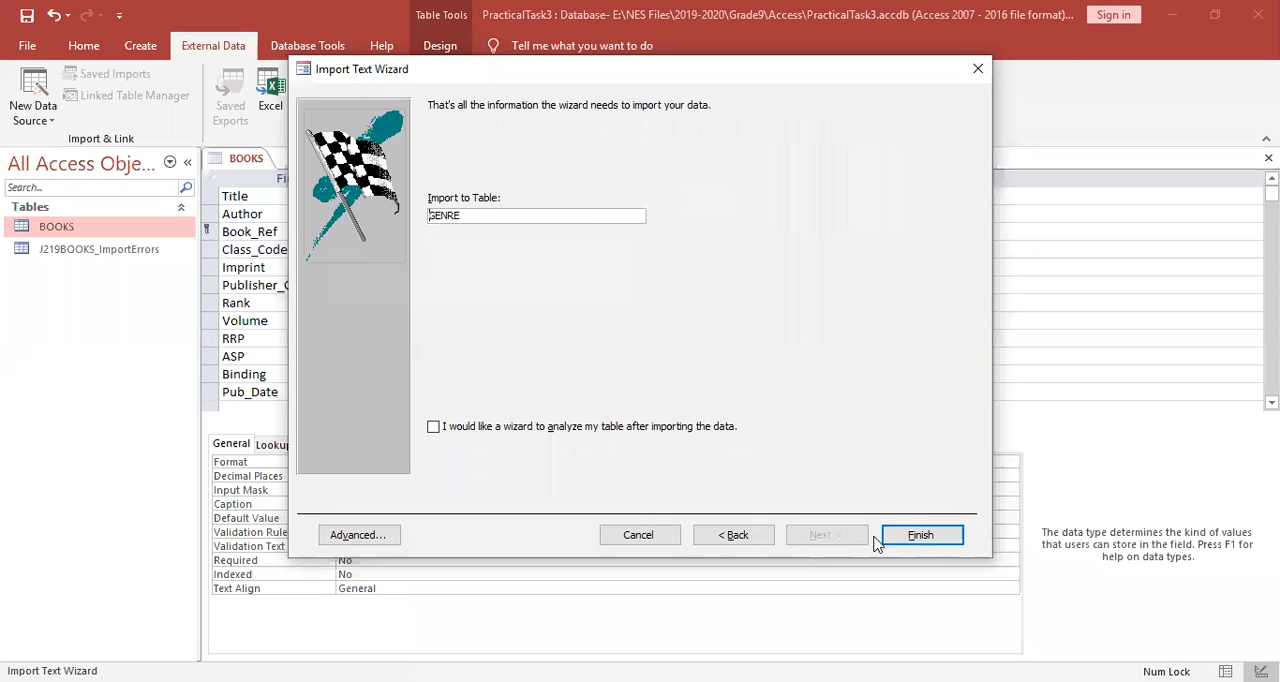 Table Tools
PracticalTask3 : Database- E:\NES Files\2019-2020\Grade9\Access\PracticalTask3.accdb (Access 2007 - 2016 file format)...
Sign in
File
Home
Create
External Data
Database Tools
Help
Design
Tell me what you want to do
New Data
Source
Saved Imports
Linked Table Manager
Import & Link
Saved
Exports
Excel
All Access Obje...
Search...
Tables
BOOKS
J219BOOKS_ImportErrors
BOOKS
Title
Author
Book_Ref
Class_Code
Imprint
Rank
Volume
RRP
ASP
Binding
Pub_Date
Import Text Wizard
That's all the information the wizard needs to import your data.
Import to Table:
GENRE
I would like a wizard to analyze my table after importing the data.
Advanced...
Cancel
< Back
Next >
Finish
General
Lookup
Format
Decimal Places
Input Mask
Caption
Default Value
Validation Rule
Validation Text
Required No
Indexed No
Text Align General
The data type determines the kind of values
that users can store in the field. Press F1 for
help on data types.
Import Text Wizard
Num Lock